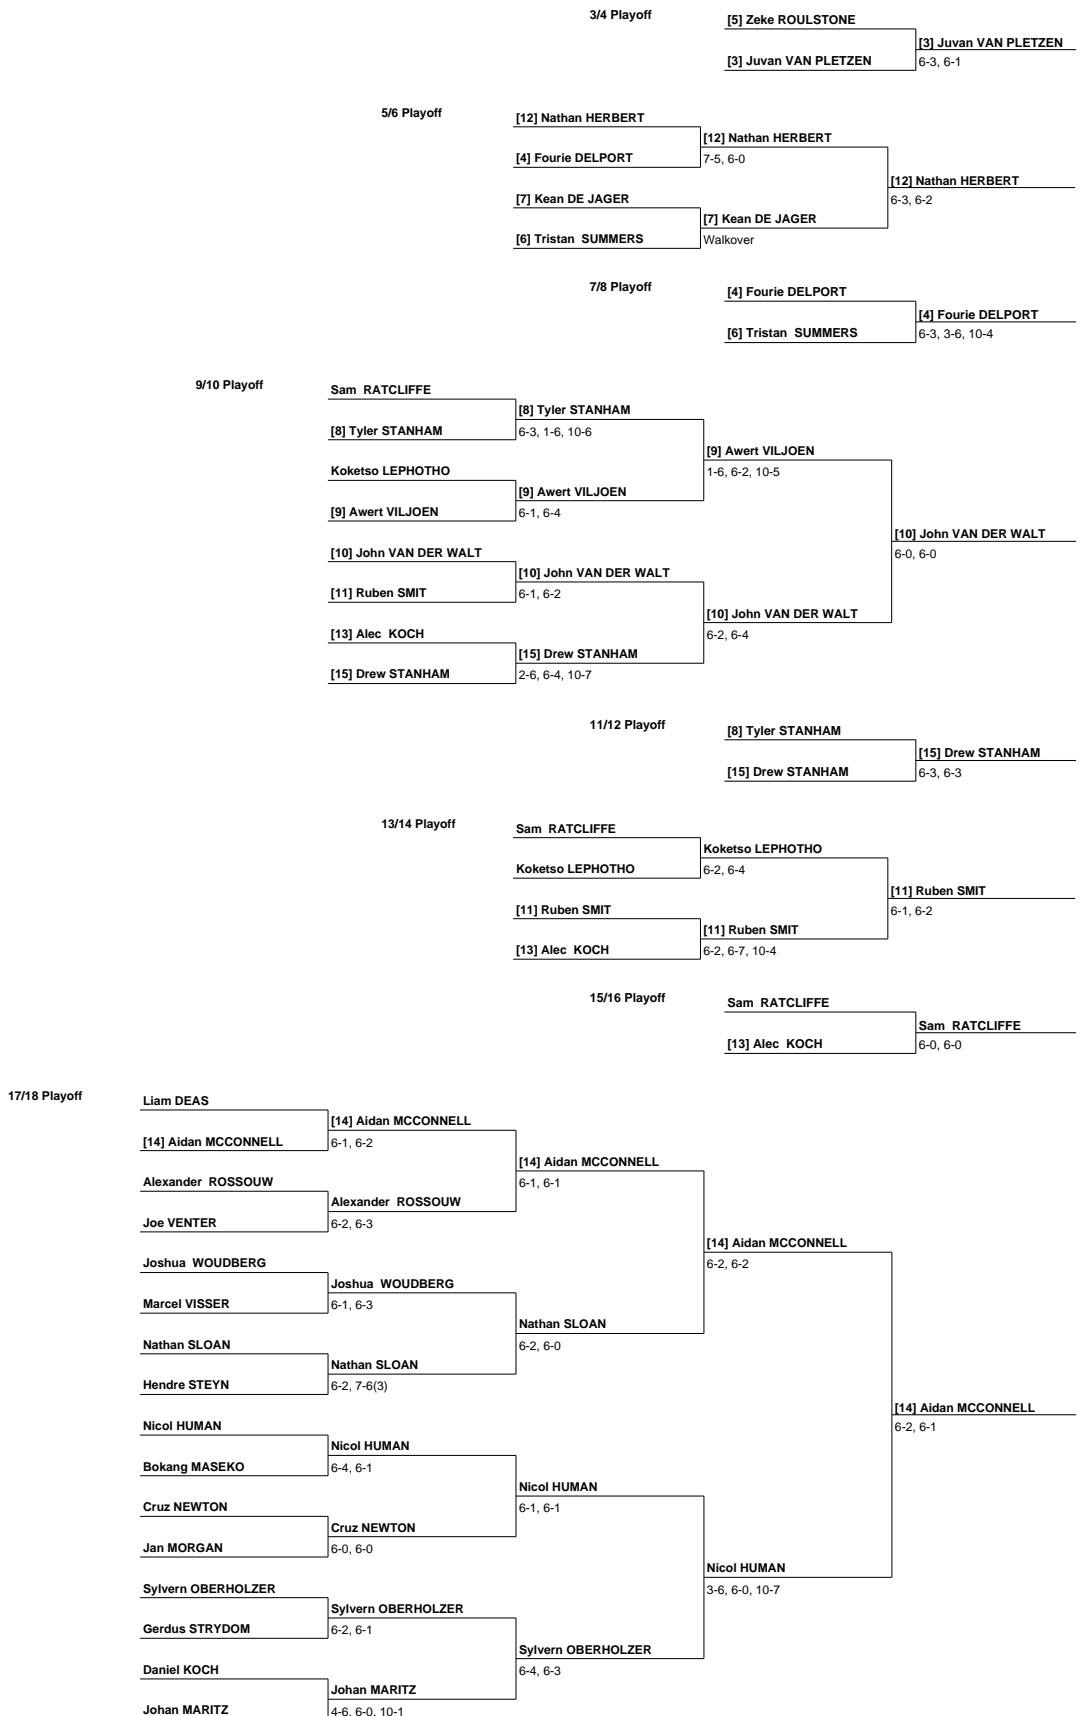 3/4 Playoff
[5] Zeke ROULSTONE
[3] Juvan VAN PLETZEN
[3] Juvan VAN PLETZEN
6-3, 6-1
5/6 Playoff
[12] Nathan HERBERT
[12] Nathan HERBERT
[4] Fourie DELPORT
7-5, 6-0
[12] Nathan HERBERT
[7] Kean DE JAGER
6-3, 6-2
[7] Kean DE JAGER
[6] Tristan SUMMERS
Walkover
7/8 Playoff
[4] Fourie DELPORT
[4] Fourie DELPORT
[6] Tristan SUMMERS
6-3, 3-6, 10-4
9/10 Playoff
Sam RATCLIFFE
[8] Tyler STANHAM
[8] Tyler STANHAM
6-3, 1-6, 10-6
[9] Awert VILJOEN
Koketso LEPHOTHO
1-6, 6-2, 10-5
[9] Awert VILJOEN
[9] Awert VILJOEN
6-1, 6-4
[10] John VAN DER WALT
[10] John VAN DER WALT
6-0, 6-0
[10] John VAN DER WALT
[11] Ruben SMIT
6-1, 6-2
[10] John VAN DER WALT
[13] Alec KOCH
6-2, 6-4
[15] Drew STANHAM
[15] Drew STANHAM
2-6, 6-4, 10-7
11/12 Playoff
[8] Tyler STANHAM
[15] Drew STANHAM
[15] Drew STANHAM
6-3, 6-3
13/14 Playoff
Sam RATCLIFFE
Koketso LEPHOTHO
Koketso LEPHOTHO
6-2, 6-4
[11] Ruben SMIT
[11] Ruben SMIT
6-1, 6-2
[11] Ruben SMIT
[13] Alec KOCH
6-2, 6-7, 10-4
15/16 Playoff
Sam RATCLIFFE
Sam RATCLIFFE
[13] Alec KOCH
6-0, 6-0
17/18 Playoff
Liam DEAS
[14] Aidan MCCONNELL
[14] Aidan MCCONNELL
6-1, 6-2
[14] Aidan MCCONNELL
Alexander ROSSOUW
6-1, 6-1
Alexander ROSSOUW
Joe VENTER
6-2, 6-3
[14] Aidan MCCONNELL
Joshua WOUDBERG
6-2, 6-2
Joshua WOUDBERG
Marcel VISSER
6-1, 6-3
Nathan SLOAN
Nathan SLOAN
6-2, 6-0
Nathan SLOAN
Hendre STEYN
6-2, 7-6(3)
[14] Aidan MCCONNELL
Nicol HUMAN
6-2, 6-1
Nicol HUMAN
Bokang MASEKO
6-4, 6-1
Nicol HUMAN
Cruz NEWTON
6-1, 6-1
Cruz NEWTON
Jan MORGAN
6-0, 6-0
Nicol HUMAN
Sylvern OBERHOLZER
3-6, 6-0, 10-7
Sylvern OBERHOLZER
Gerdus STRYDOM
6-2, 6-1
Sylvern OBERHOLZER
Daniel KOCH
6-4, 6-3
Johan MARITZ
Johan MARITZ
4-6, 6-0, 10-1